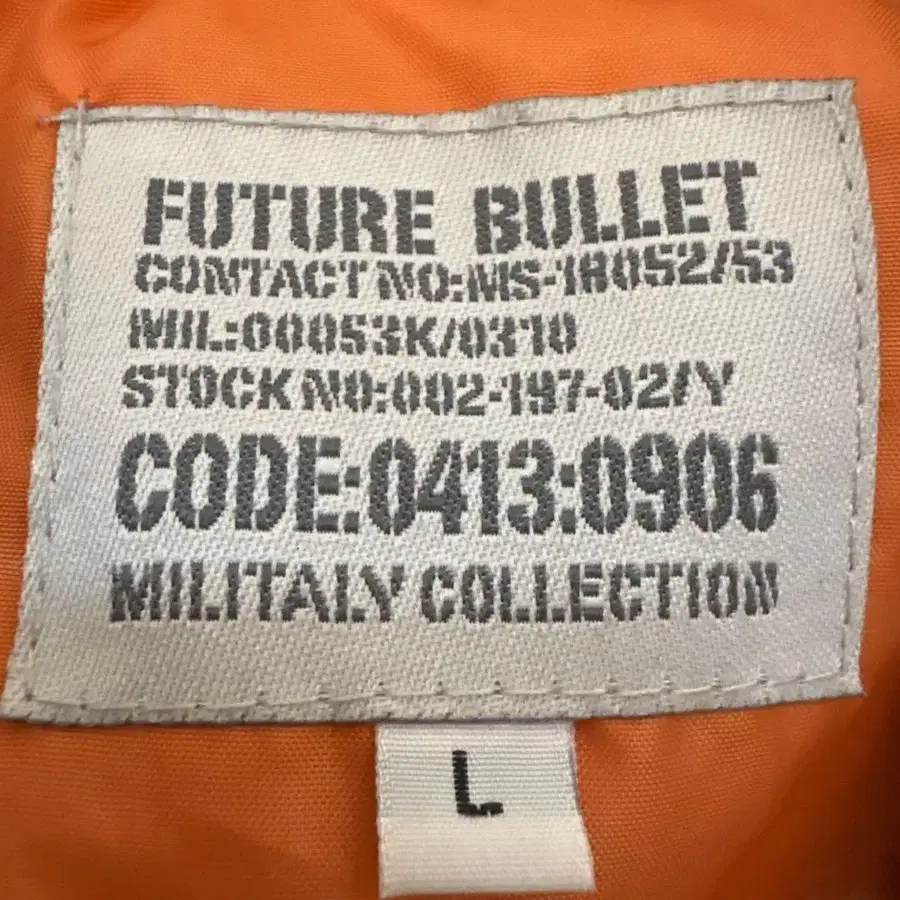 FUTURE BULLET
CONTACT NO:MS-18052/53
MIL:00053K/0310
STOCK NO:002-197-02/Y
CODE:0413:0906
MILITALY COLLECTION
L